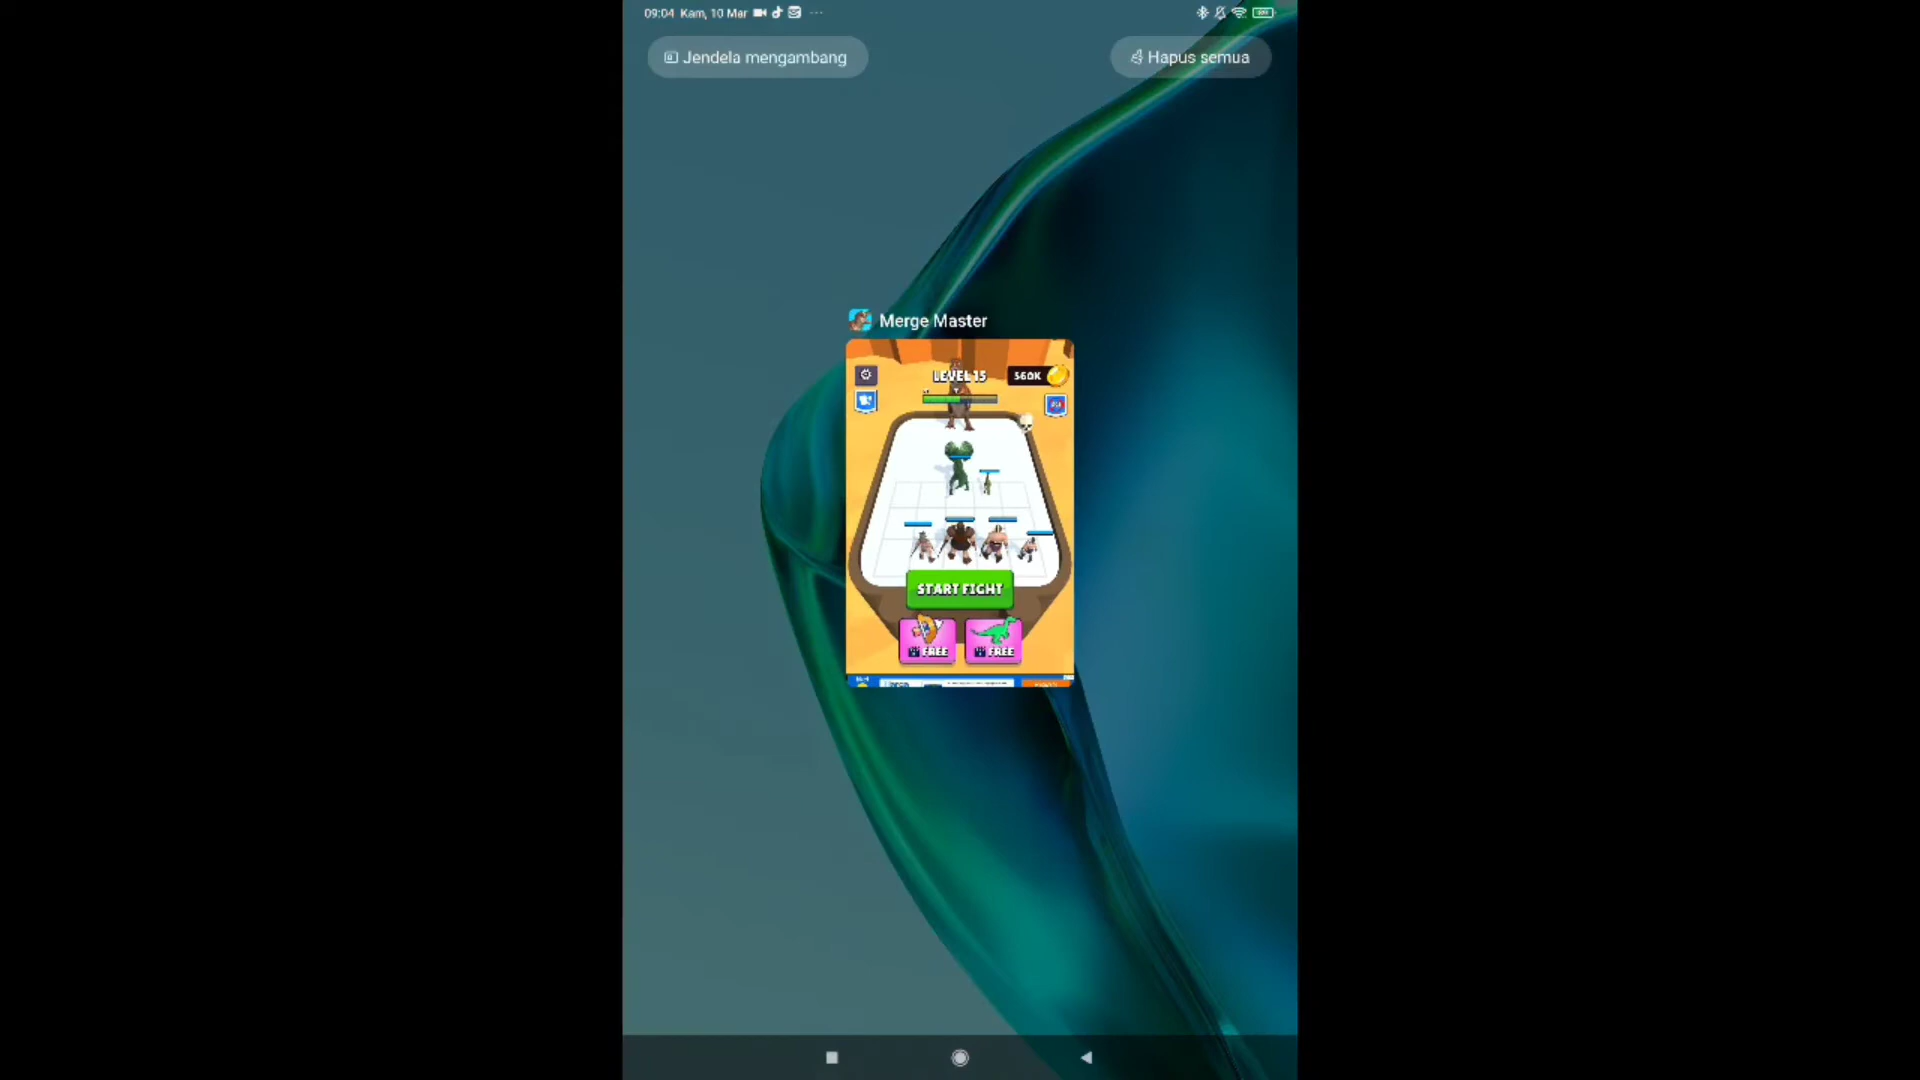 09:04 Kam, 10 Mar
Jendela mengambang
Hapus semua
Merge Master
LEVEL 15
560K
START FIGHT
FREE
FREE